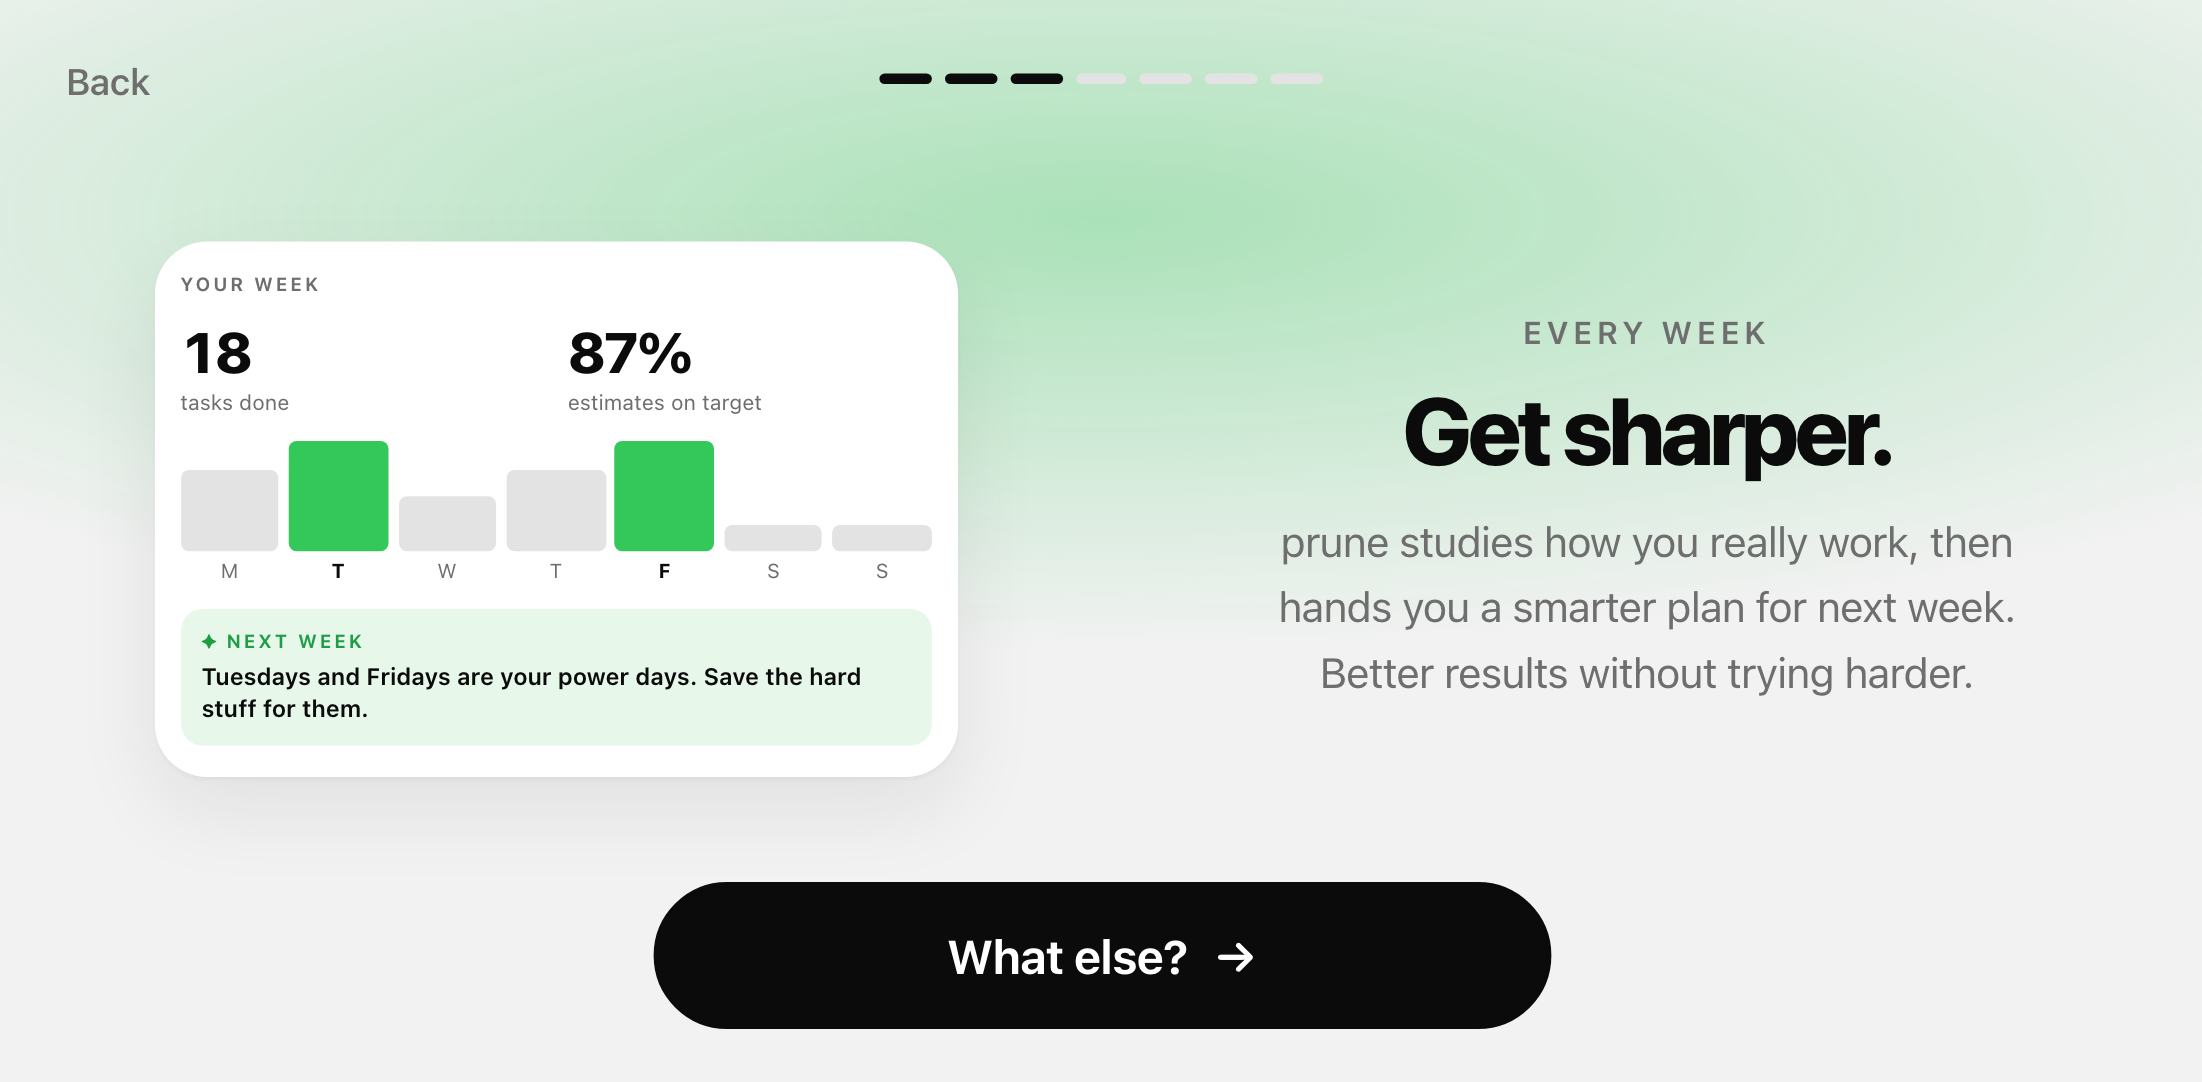 Back
YOUR WEEK
18
tasks done
87%
estimates on target
M T W T F S S
NEXT WEEK
Tuesdays and Fridays are your power days. Save the hard
stuff for them.
EVERY WEEK
Get sharper.
prune studies how you really work, then
hands you a smarter plan for next week.
Better results without trying harder.
What else?